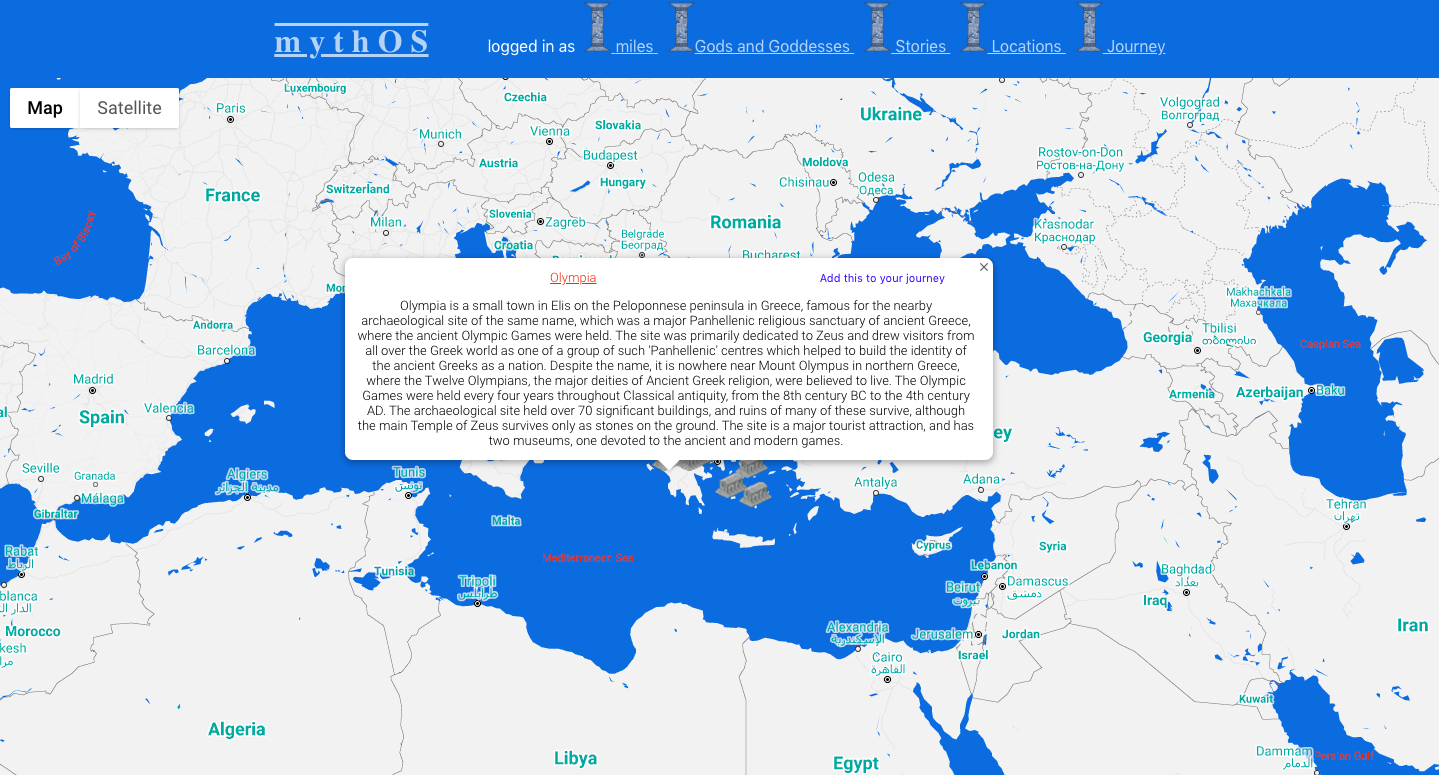 mythOS
logged in as miles Gods and Goddesses Stories Locations Journey
Map Satellite
Luxembourg
Paris
Czechia
Volgograd
Волгоград
Ukraine
Slovakia
Vienna
Munich
Budapest
Austria
Moldova
Rostov-on-Don
Ростов-на-Дону
Chisinau
Odesa
Одеса
Hungary
Switzerland
France
Slovenia
Zagreb
Milan
Romania
Belgrade
Београд
Krasnodar
Краснодар
Croatia
Bay of Biscay
Bucharest
Olympia
Add this to your journey
Olympia is a small town in Elis on the Peloponnese peninsula in Greece, famous for the nearby
archaeological site of the same name, which was a major Panhellenic religious sanctuary of ancient Greece,
where the ancient Olympic Games were held. The site was primarily dedicated to Zeus and drew visitors from
all over the Greek world as one of a group of such 'Panhellenic' centres which helped to build the identity of
the ancient Greeks as a nation. Despite the name, it is nowhere near Mount Olympus in northern Greece,
where the Twelve Olympians, the major deities of Ancient Greek religion, were believed to live. The Olympic
Games were held every four years throughout Classical antiquity, from the 8th century BC to the 4th century
AD. The archaeological site held over 70 significant buildings, and ruins of many of these survive, although
the main Temple of Zeus survives only as stones on the ground. The site is a major tourist attraction, and has
two museums, one devoted to the ancient and modern games.
Mon
Makhachkala
Махачкала
Andorra
Georgia
Tbilisi
თბილისი
Caspian Sea
Barcelona
Madrid
Armenia
Azerbaijan
Baku
Valencia
al
Spain
ey
Seville
Granada
Málaga
Gibraltar
Algiers
مدينة الجزائر
Tunis
تونس
Antalya
Adana
Tehran
تهران
Malta
Cyprus
Syria
Mediterranean Sea
Rabat
الرباط
Tunisia
Tripoli
طرابلس
Lebanon
Beirut
بيروت
Damascus
دمشق
Baghdad
بغداد
Iraq
blanca
الدار ال
Morocco
kesh
مرا
Alexandria
الإسكندرية
Jerusalem
Jordan
Iran
Israel
Cairo
القاهرة
Kuwait
Algeria
Libya
Egypt
Dammam
الدمام
Persian Gulf